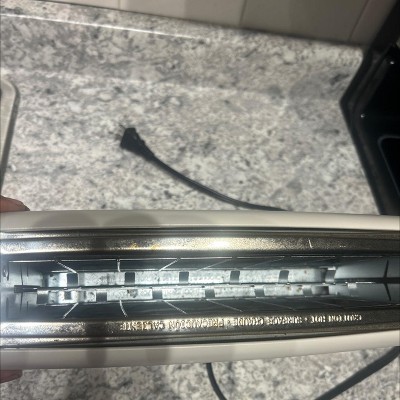 CAUTION HOT • SURFACE CHAUDE PRECAUCION CALIENTE